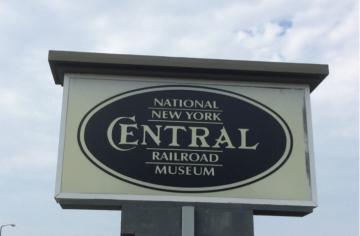 NATIONAL
NEW YORK
CENTRAL
RAILROAD
MUSEUM